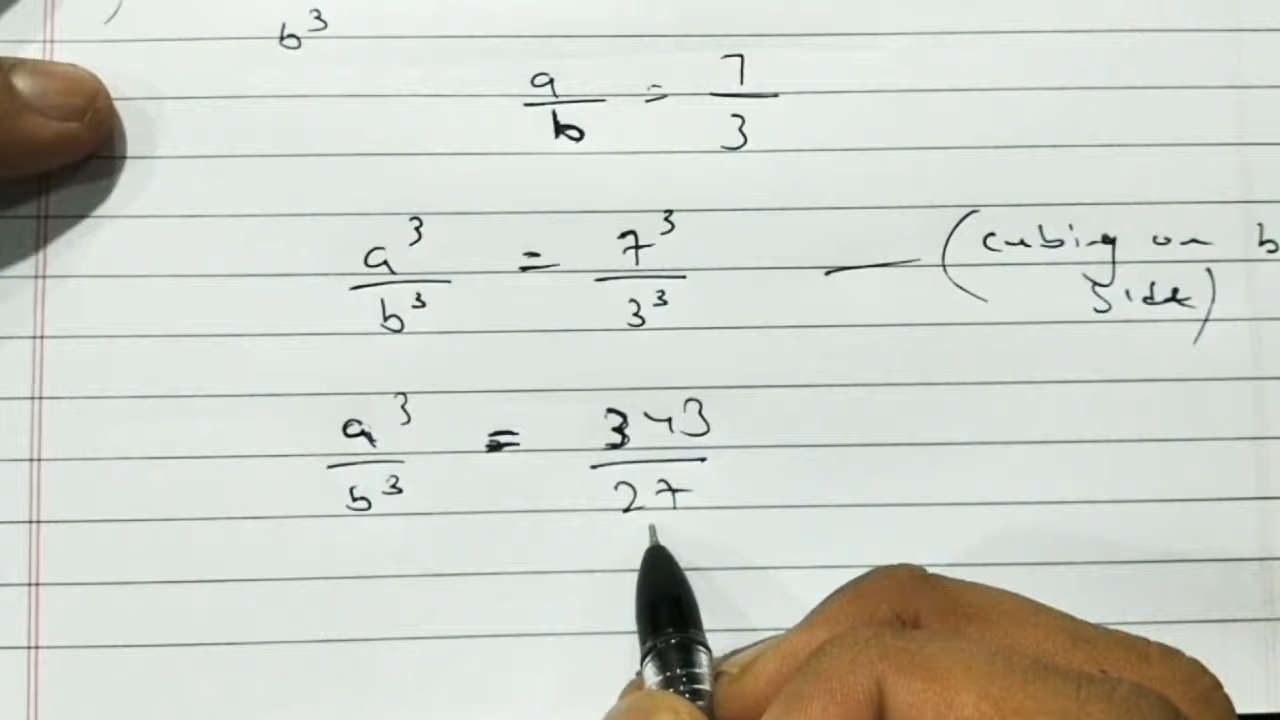 b³
a/b = 7/3
a³/b³ = 7³/3³ — (cubing on b
side)
a³/b³ = 343/27